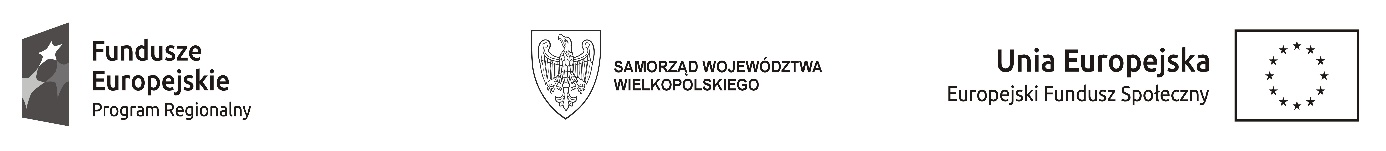 Fundusze
Europejskie
Program Regionalny
SAMORZĄD WOJEWÓDZTWA
WIELKOPOLSKIEGO
Unia Europejska
Europejski Fundusz Społeczny